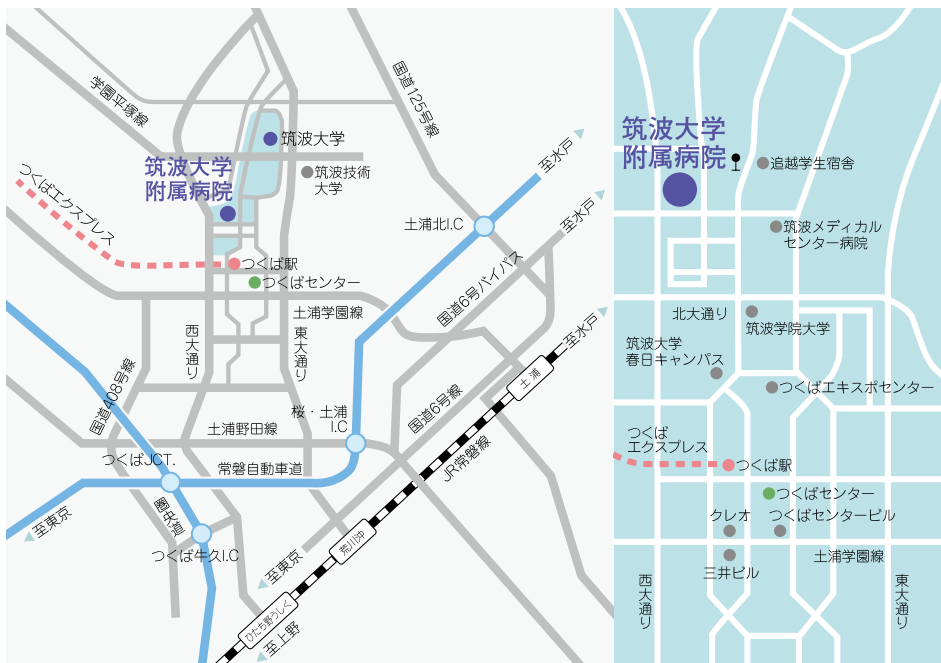 学園平塚線
国道125号線
筑波大学
筑波大学
附属病院
筑波技術
大学
至水戸
つくばエクスプレス
土浦北I.C
至水戸
つくば駅
つくばセンター
国道6号バイパス
土浦学園線
西大通り
東大通り
至水戸
国道408号線
土浦
国道6号線
桜・土浦
I.C
土浦野田線
JR常磐線
つくばJCT.
常磐自動車道
圏央道
至東京
荒川沖
つくば牛久I.C
至東京
ひたち野うしく
至上野
筑波大学
附属病院
追越学生宿舎
筑波メディカル
センター病院
北大通り
筑波学院大学
筑波大学
春日キャンパス
つくばエキスポセンター
つくば
エクスプレス
つくば駅
つくばセンター
クレオ
つくばセンタービル
三井ビル
土浦学園線
西大通り
東大通り